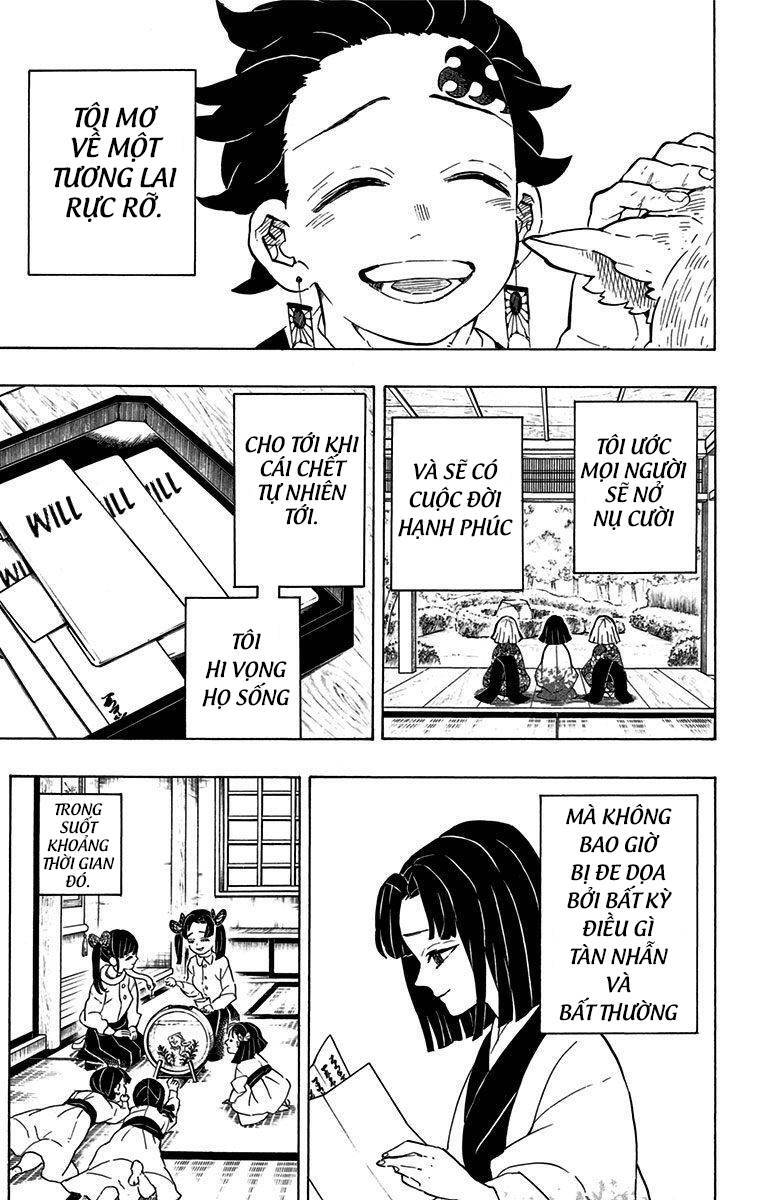 TÔI MƠ
VỀ MỘT
TƯƠNG LAI
RỰC RỠ.
TÔI ƯỚC
MỌI NGƯỜI
SẼ NỞ
NỤ CƯỜI
VÀ SẼ CÓ
CUỘC ĐỜI
HẠNH PHÚC
CHO TỚI KHI
CÁI CHẾT
TỰ NHIÊN
TỚI.
TÔI
HI VỌNG
HỌ SỐNG
WILL
WILL
WILL
MÀ KHÔNG
BAO GIỜ
BỊ ĐE DỌA
BỞI BẤT KỲ
ĐIỀU GÌ
TÀN NHẪN
VÀ
BẤT THƯỜNG
TRONG
SUỐT
KHOẢNG
THỜI GIAN
ĐÓ.